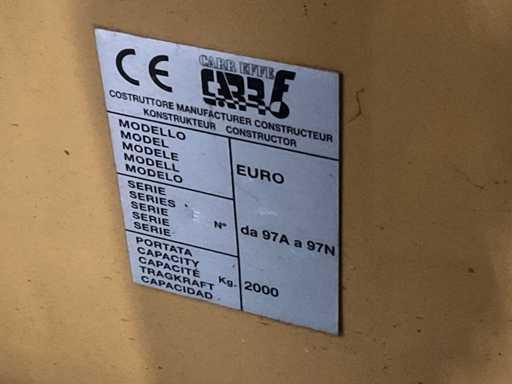 CE
CARR EFFE
COSTRUTTORE MANUFACTURER CONSTRUCTEUR
KONSTRUKTEUR CONSTRUCTOR
MODELLO
MODEL
MODELE
MODELL
MODELO
EURO
SERIE
SERIES
SERIE
SERIE
SERIE
N° da 97A a 97N
PORTATA
CAPACITY
CAPACITÉ
TRAGKRAFT
CAPACIDAD
Kg. 2000